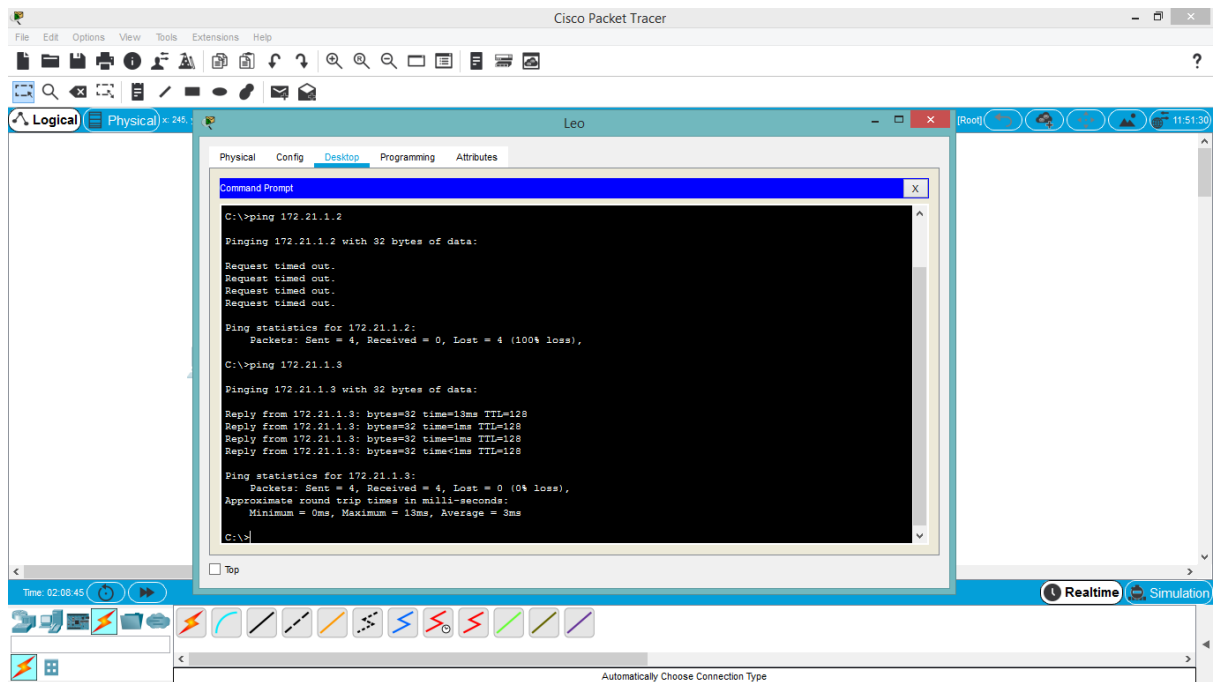 Cisco Packet Tracer
File Edit Options View Tools Extensions Help
Logical Physical x: 245, [Root] 11:51:30
Leo
Physical Config Desktop Programming Attributes
Command Prompt X
C:\>ping 172.21.1.2
Pinging 172.21.1.2 with 32 bytes of data:
Request timed out.
Request timed out.
Request timed out.
Request timed out.
Ping statistics for 172.21.1.2:
Packets: Sent = 4, Received = 0, Lost = 4 (100% loss),
C:\>ping 172.21.1.3
Pinging 172.21.1.3 with 32 bytes of data:
Reply from 172.21.1.3: bytes=32 time=13ms TTL=128
Reply from 172.21.1.3: bytes=32 time=1ms TTL=128
Reply from 172.21.1.3: bytes=32 time=1ms TTL=128
Reply from 172.21.1.3: bytes=32 time<1ms TTL=128
Ping statistics for 172.21.1.3:
Packets: Sent = 4, Received = 4, Lost = 0 (0% loss),
Approximate round trip times in milli-seconds:
Minimum = 0ms, Maximum = 13ms, Average = 3ms
C:\>
Top
Time: 02:08:45 Realtime Simulation
Automatically Choose Connection Type